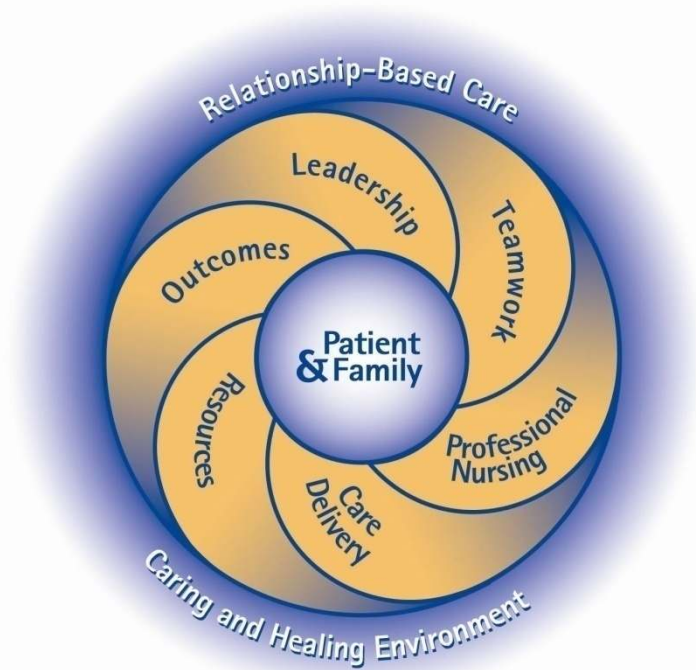 Relationship-Based Care
Leadership
Teamwork
Professional
Nursing
Care
Delivery
Resources
Outcomes
Patient
& Family
Caring and Healing Environment